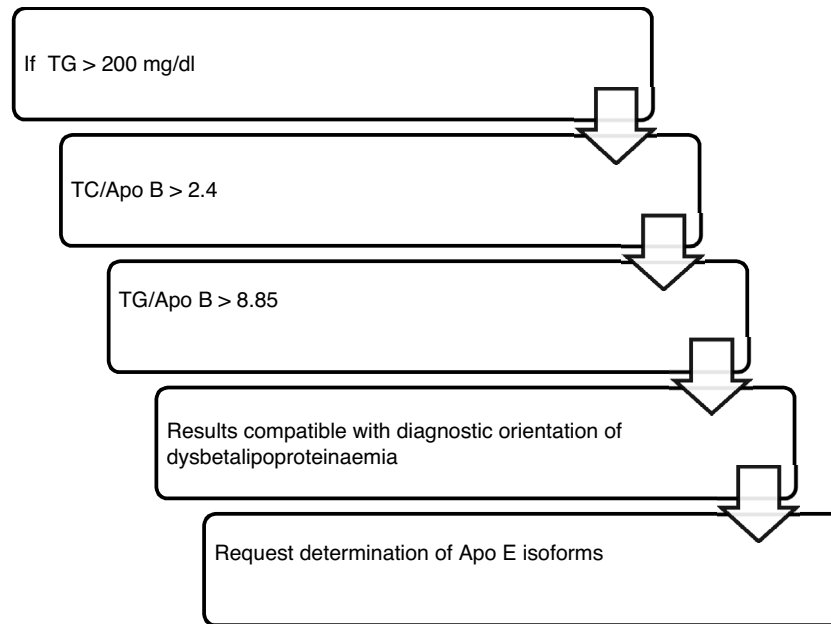 If TG > 200 mg/dl
TC/Apo B > 2.4
TG/Apo B > 8.85
Results compatible with diagnostic orientation of
dysbetalipoproteinaemia
Request determination of Apo E isoforms